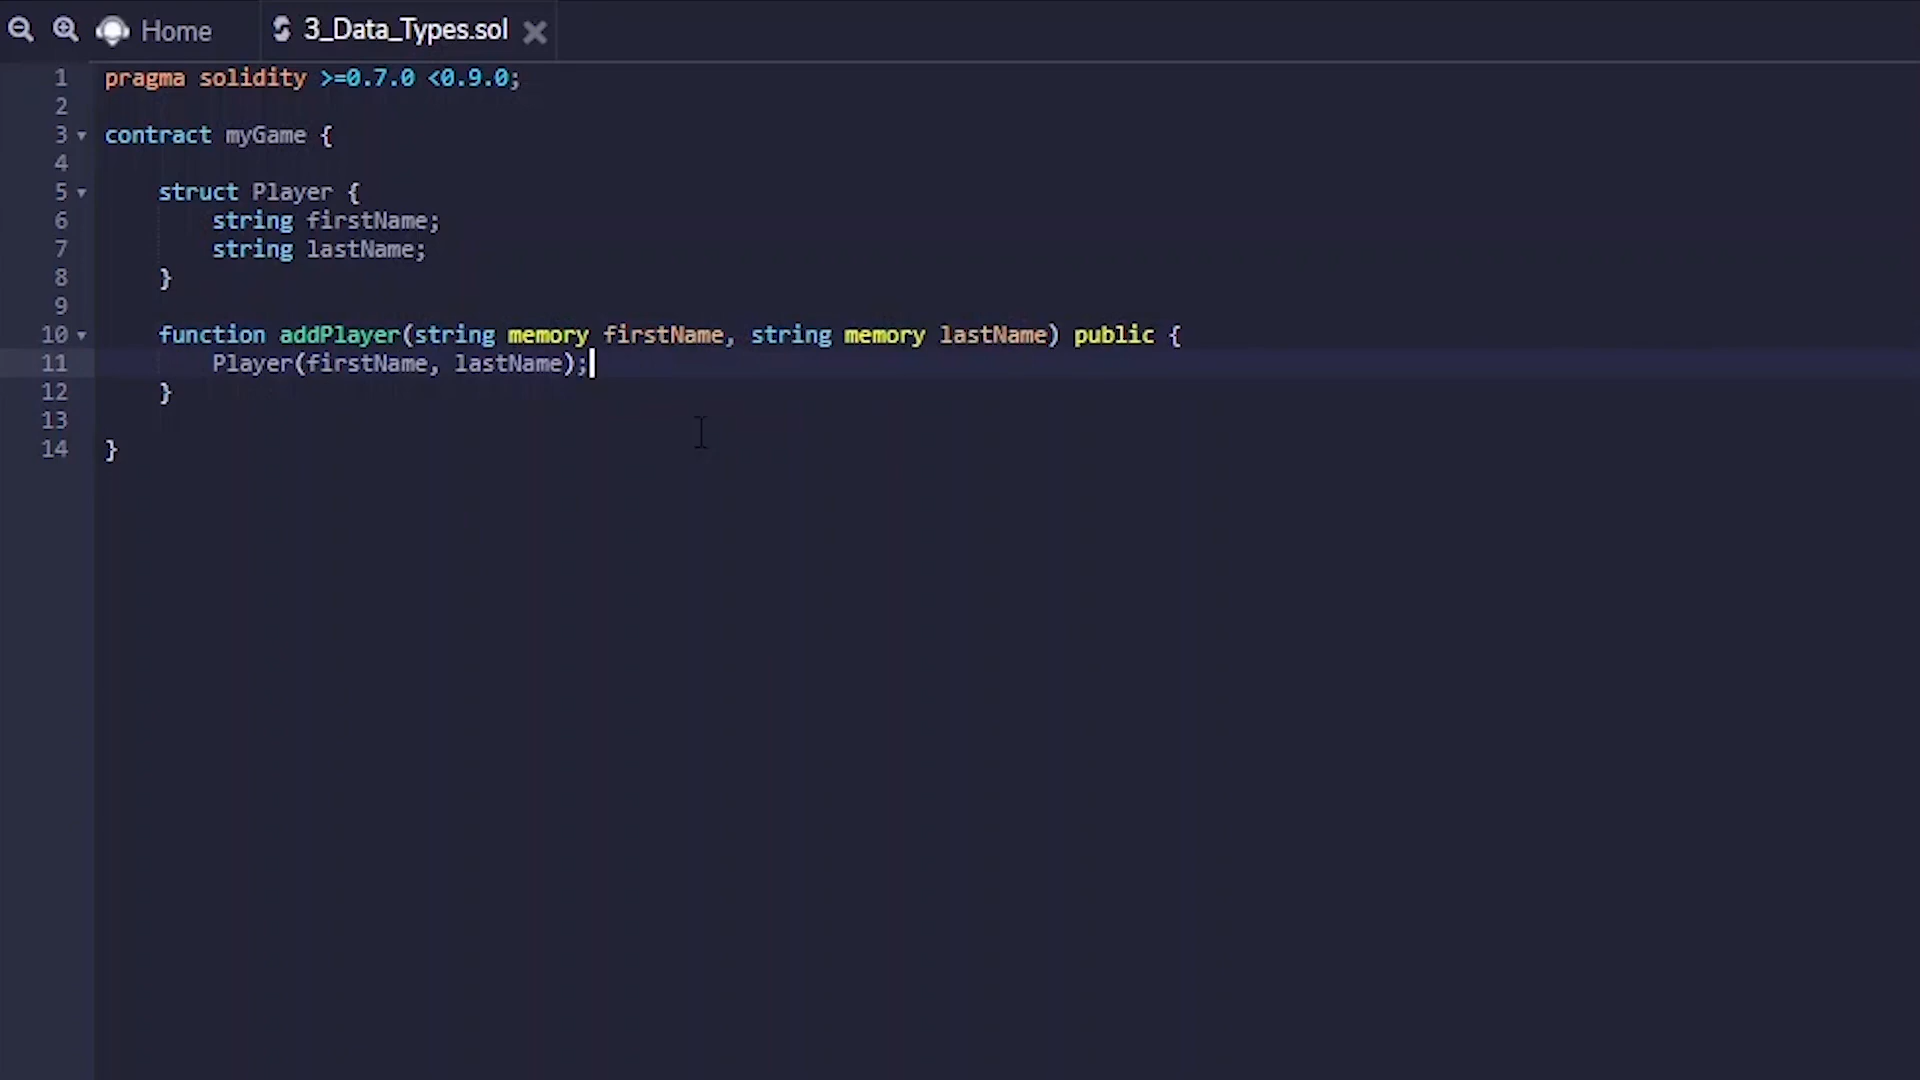 Home 3_Data_Types.sol
1 pragma solidity >=0.7.0 <0.9.0;
2
3 contract myGame {
4
5 struct Player {
6 string firstName;
7 string lastName;
8 }
9
10 function addPlayer(string memory firstName, string memory lastName) public {
11 Player(firstName, lastName);
12 }
13
14 }